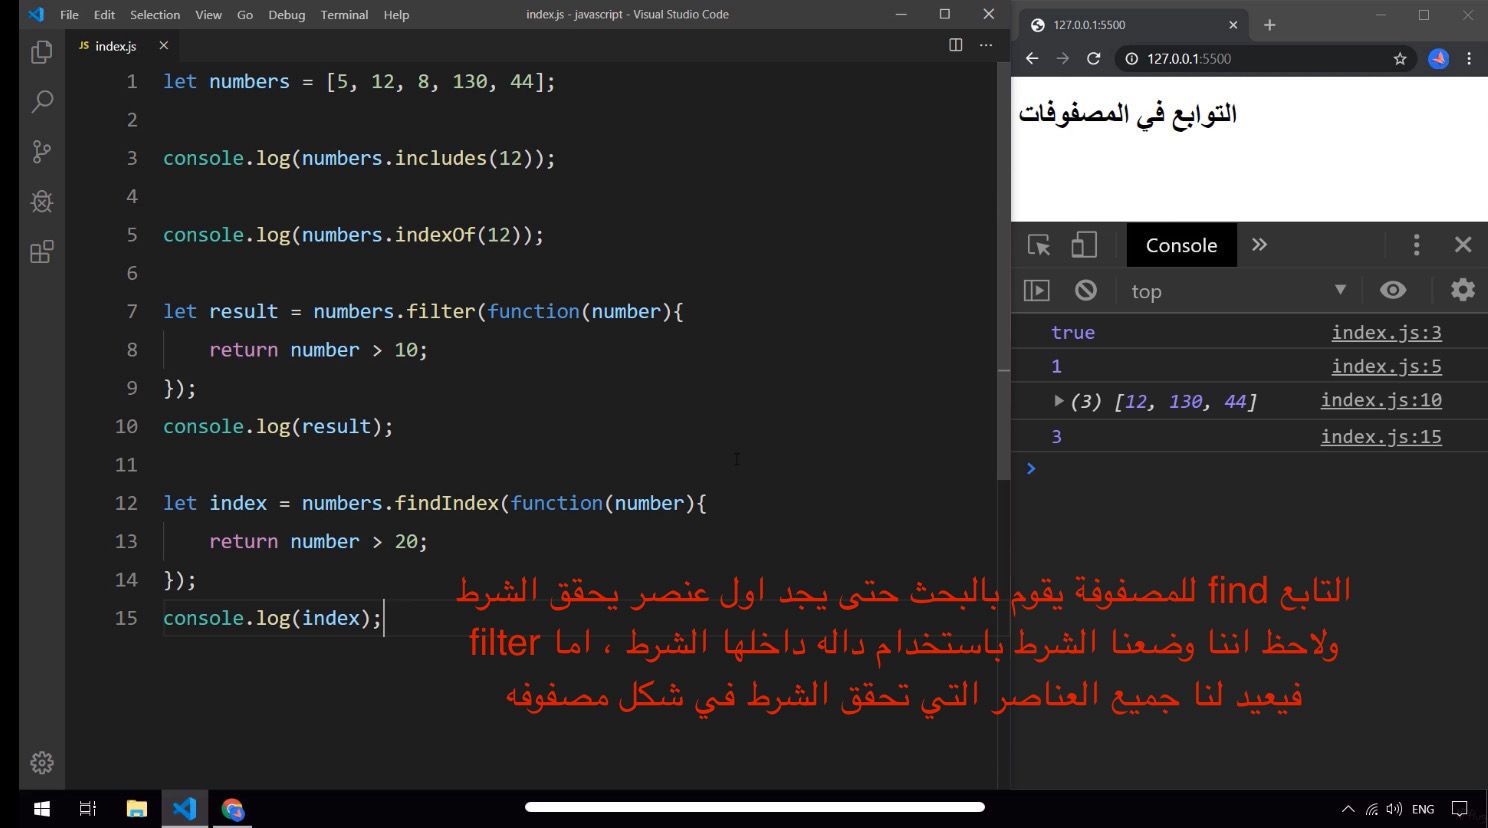 File Edit Selection View Go Debug Terminal Help
index.js - javascript - Visual Studio Code
JS index.js
1 let numbers = [5, 12, 8, 130, 44];
2
3 console.log(numbers.includes(12));
4
5 console.log(numbers.indexOf(12));
6
7 let result = numbers.filter(function(number){
8 return number > 10;
9 });
10 console.log(result);
11
12 let index = numbers.findIndex(function(number){
13 return number > 20;
14 });
15 console.log(index);
التابع find للمصفوفة يقوم بالبحث حتى يجد اول عنصر يحقق الشرط
ولاحظ اننا وضعنا الشرط باستخدام داله داخلها الشرط ، اما filter
فيعيد لنا جميع العناصر التي تحقق الشرط في شكل مصفوفه
127.0.0.1:5500
127.0.0.1:5500
التوابع في المصفوفات
Console
top
true index.js:3
1 index.js:5
(3) [12, 130, 44] index.js:10
3 index.js:15
ENG